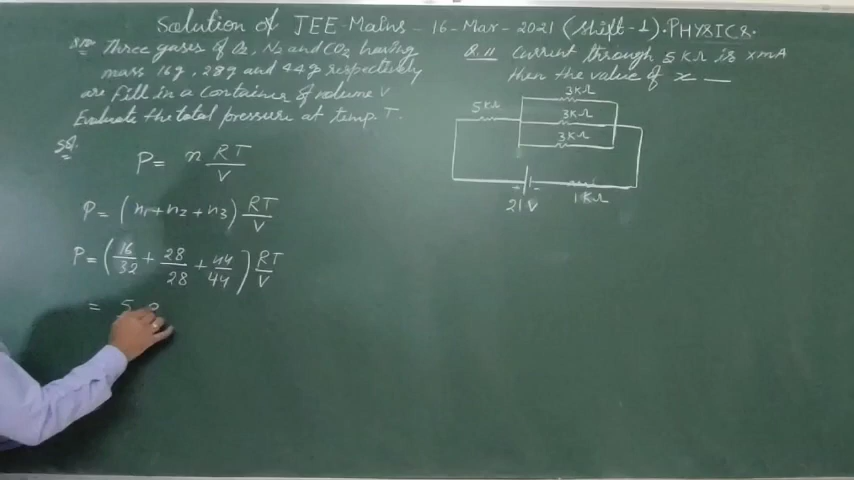 Solution of JEE-Mains-16-Mar-2021 (shift-1). PHYSICS.
Three gases of O₂, N₂ and CO₂ having
mass 16g, 28g and 44g respectively
are fill in a container of volume V
Evaluate the total pressure at temp. T.
Sol.
P = n RT/V
P = (n₁+n₂+n₃) RT/V
P = (16/32 + 28/28 + 44/44) RT/V
= 5
Q.11 Current through 5KΩ is x mA
then the value of x __
5KΩ
3KΩ
3KΩ
3KΩ
+ -
21V
1KΩ